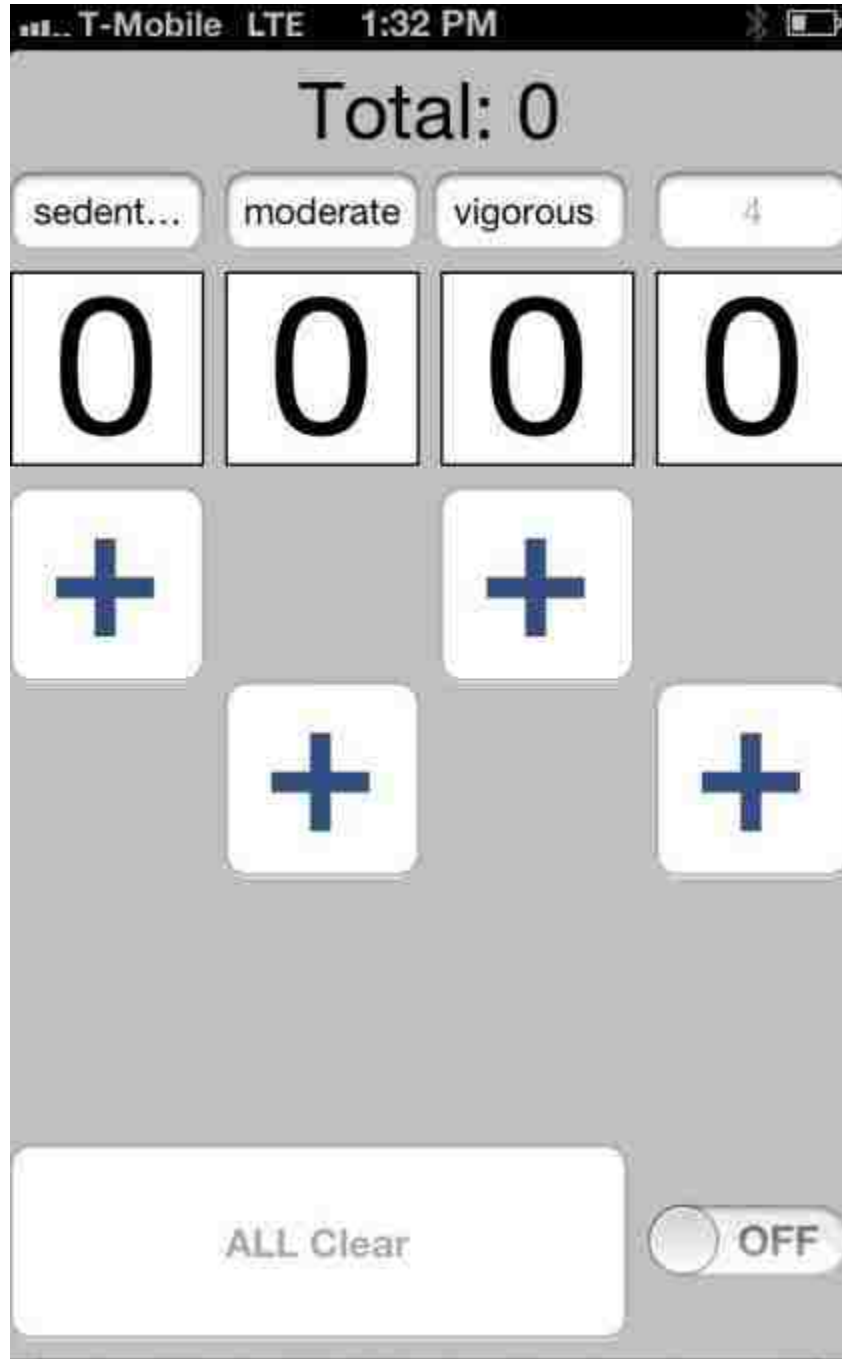 T-Mobile LTE 1:32 PM
Total: 0
sedent... moderate vigorous 4
0 0 0 0
+ +
+ +
ALL Clear OFF